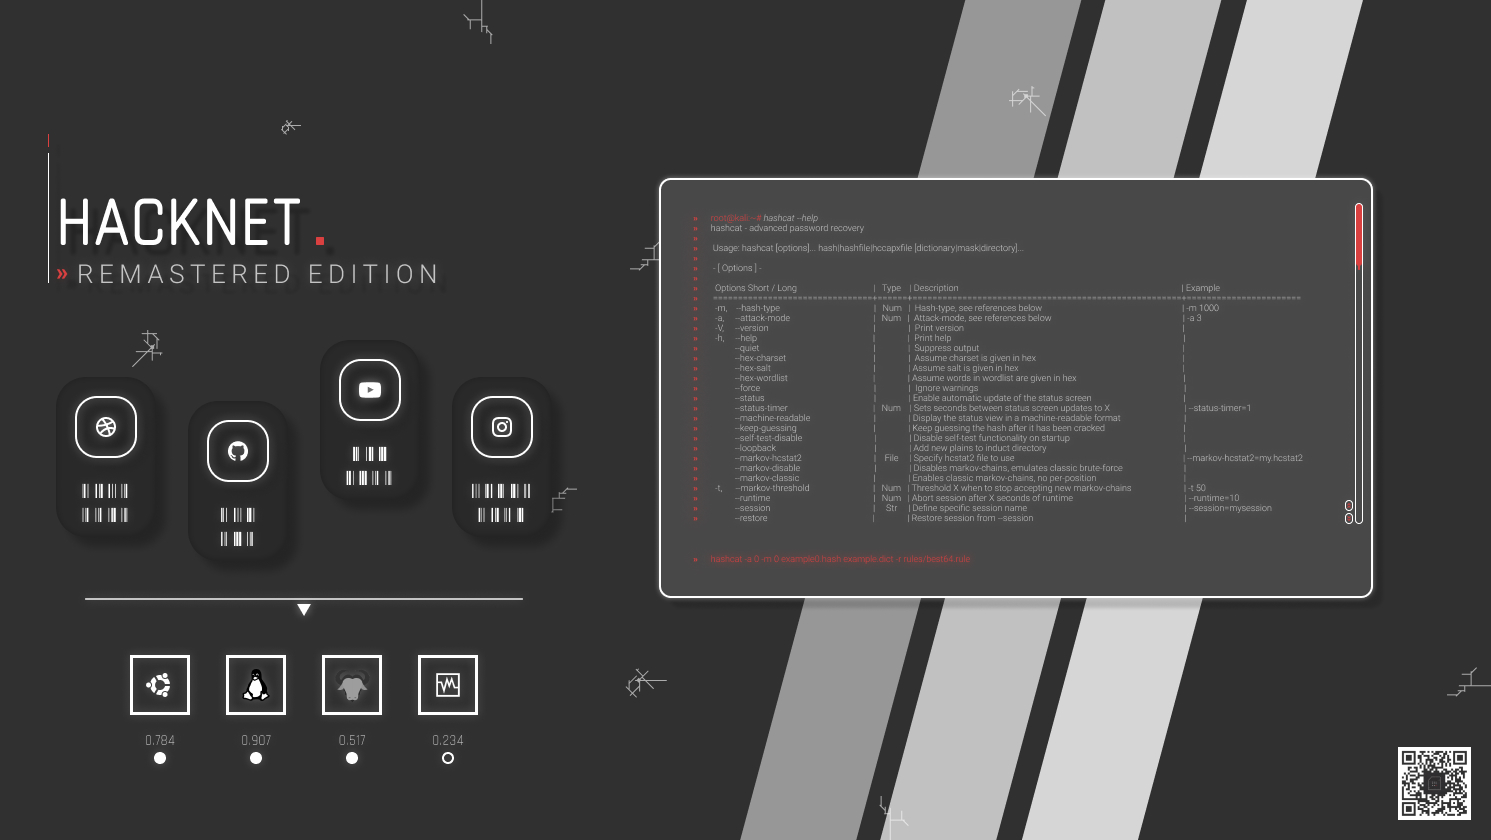 HACKNET .
» REMASTERED EDITION
0.784
0.907
0.517
0.234
» root@kali:~# hashcat --help
» hashcat - advanced password recovery
»
» Usage: hashcat [options]... hash|hashfile|hccapxfile [dictionary|mask|directory]...
»
» - [ Options ] -
»
» Options Short / Long | Type | Description | Example
» ================================+======+======================================================+=======================
» -m, --hash-type | Num | Hash-type, see references below | -m 1000
» -a, --attack-mode | Num | Attack-mode, see references below | -a 3
» -V, --version | | Print version |
» -h, --help | | Print help |
» --quiet | | Suppress output |
» --hex-charset | | Assume charset is given in hex |
» --hex-salt | | Assume salt is given in hex |
» --hex-wordlist | | Assume words in wordlist are given in hex |
» --force | | Ignore warnings |
» --status | | Enable automatic update of the status screen |
» --status-timer | Num | Sets seconds between status screen updates to X | --status-timer=1
» --machine-readable | | Display the status view in a machine-readable format |
» --keep-guessing | | Keep guessing the hash after it has been cracked |
» --self-test-disable | | Disable self-test functionality on startup |
» --loopback | | Add new plains to induct directory |
» --markov-hcstat2 | File | Specify hcstat2 file to use | --markov-hcstat2=my.hcstat2
» --markov-disable | | Disables markov-chains, emulates classic brute-force |
» --markov-classic | | Enables classic markov-chains, no per-position |
» -t, --markov-threshold | Num | Threshold X when to stop accepting new markov-chains | -t 50
» --runtime | Num | Abort session after X seconds of runtime | --runtime=10
» --session | Str | Define specific session name | --session=mysession
» --restore | | Restore session from --session |
» hashcat -a 0 -m 0 example0.hash example.dict -r rules/best64.rule